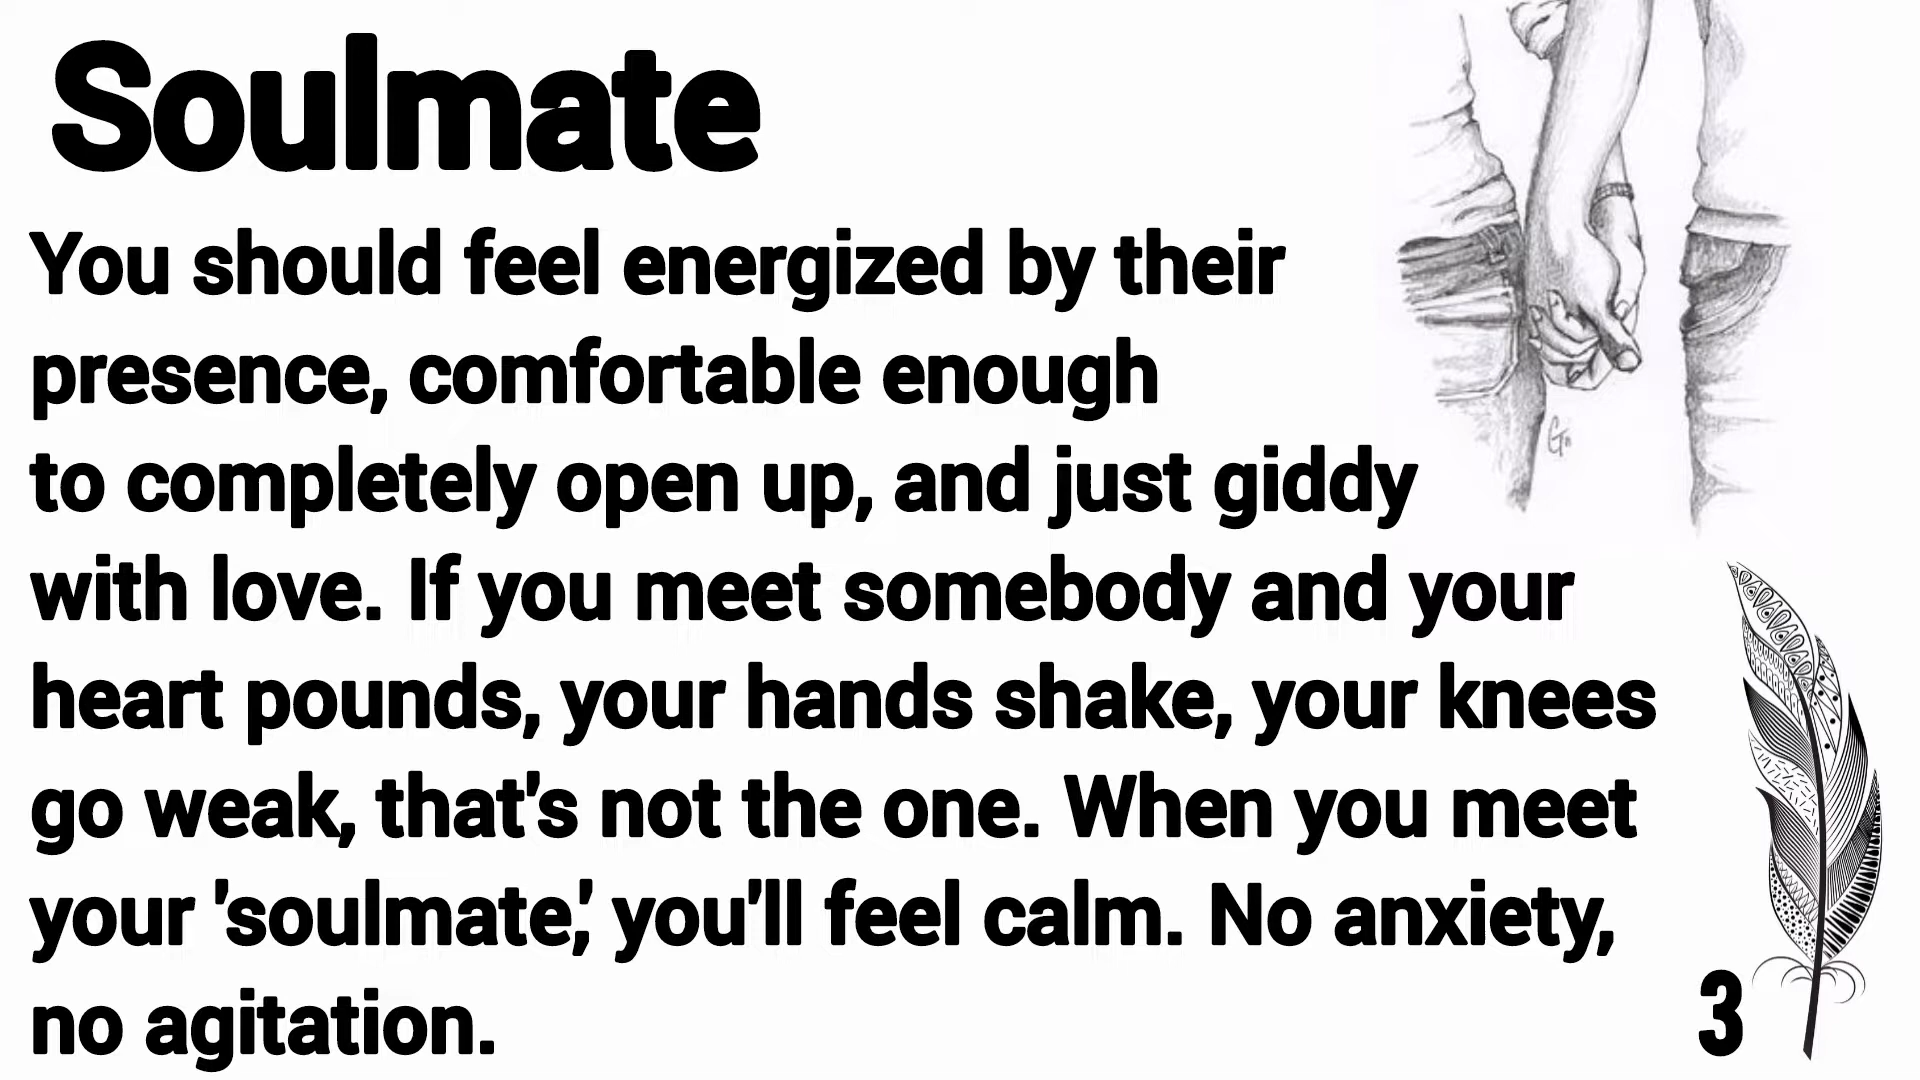 Soulmate
You should feel energized by their
presence, comfortable enough
to completely open up, and just giddy
with love. If you meet somebody and your
heart pounds, your hands shake, your knees
go weak, that's not the one. When you meet
your 'soulmate,' you'll feel calm. No anxiety,
no agitation.
3